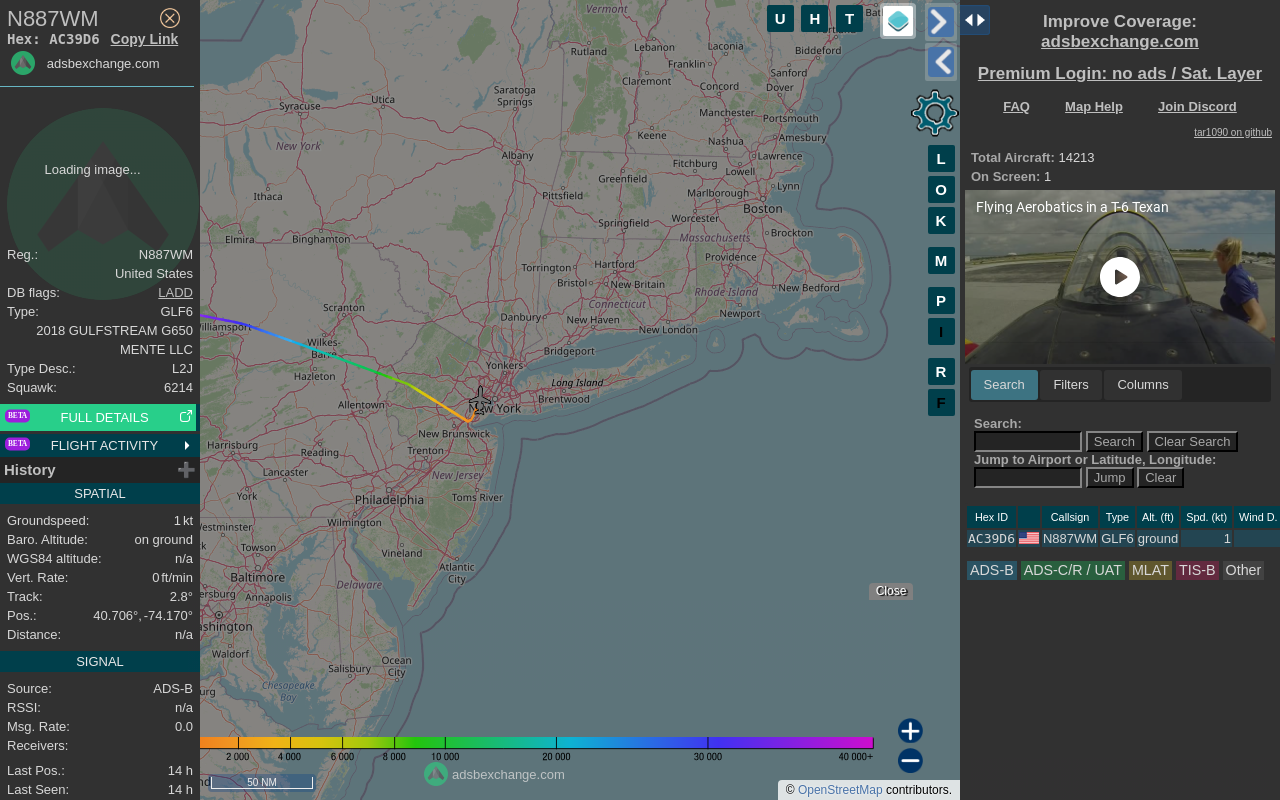 N887WM
Hex: AC39D6 Copy Link
adsbexchange.com
Loading image...
Reg.: N887WM
United States
DB flags: LADD
Type: GLF6
2018 GULFSTREAM G650
MENTE LLC
Type Desc.: L2J
Squawk: 6214
BETA FULL DETAILS
BETA FLIGHT ACTIVITY
History
SPATIAL
Groundspeed: 1 kt
Baro. Altitude: on ground
WGS84 altitude: n/a
Vert. Rate: 0 ft/min
Track: 2.8°
Pos.: 40.706°, -74.170°
Distance: n/a
SIGNAL
Source: ADS-B
RSSI: n/a
Msg. Rate: 0.0
Receivers:
Last Pos.: 14 h
Last Seen: 14 h
U H T
L
O
K
M
P
I
R
F
Vermont
Rutland
Lebanon
Laconia
Biddeford
Franklin
Sanford
Claremont
Concord
Dover
Saratoga
Springs
Utica
Syracuse
Manchester
Portsmouth
Keene
Nashua
Amesbury
New York
Albany
Fitchburg
Lowell
Lawrence
Greenfield
Ithaca
Pittsfield
Marlborough
Lynn
Boston
Worcester
Springfield
Brockton
Elmira
Binghamton
Massachusetts
Torrington
Hartford
Providence
Bristol
New Britain
Rhode Island
New Bedford
Scranton
Connecticut
Newport
Danbury
New Haven
New London
Williamsport
Wilkes-
Barre
Bridgeport
Yonkers
Hazleton
Long Island
Brentwood
Allentown
New York
New Brunswick
Harrisburg
Reading
Trenton
Lancaster
New Jersey
York
Philadelphia
Toms River
Wilmington
Westminster
Towson
Vineland
Atlantic
City
Baltimore
Delaware
Annapolis
Washington
Waldorf
Salisbury
Ocean
City
Chesapeake
Bay
Close
2 000 4 000 6 000 8 000 10 000 20 000 30 000 40 000+
adsbexchange.com
50 NM
© OpenStreetMap contributors.
Improve Coverage:
adsbexchange.com
Premium Login: no ads / Sat. Layer
FAQ Map Help Join Discord
tar1090 on github
Total Aircraft: 14213
On Screen: 1
Flying Aerobatics in a T-6 Texan
Search Filters Columns
Search:
Search Clear Search
Jump to Airport or Latitude, Longitude:
Jump Clear
Hex ID Callsign Type Alt. (ft) Spd. (kt) Wind D.
AC39D6 N887WM GLF6 ground 1
ADS-B ADS-C/R / UAT MLAT TIS-B Other